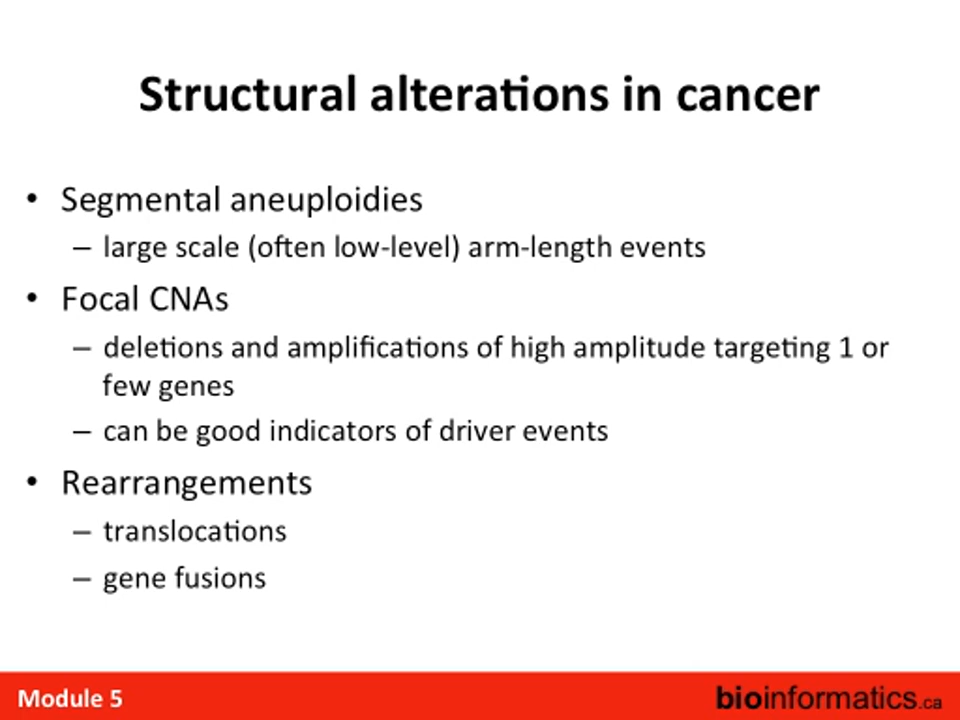 Structural alterations in cancer
• Segmental aneuploidies
– large scale (often low-level) arm-length events
• Focal CNAs
– deletions and amplifications of high amplitude targeting 1 or
few genes
– can be good indicators of driver events
• Rearrangements
– translocations
– gene fusions
Module 5
bioinformatics.ca